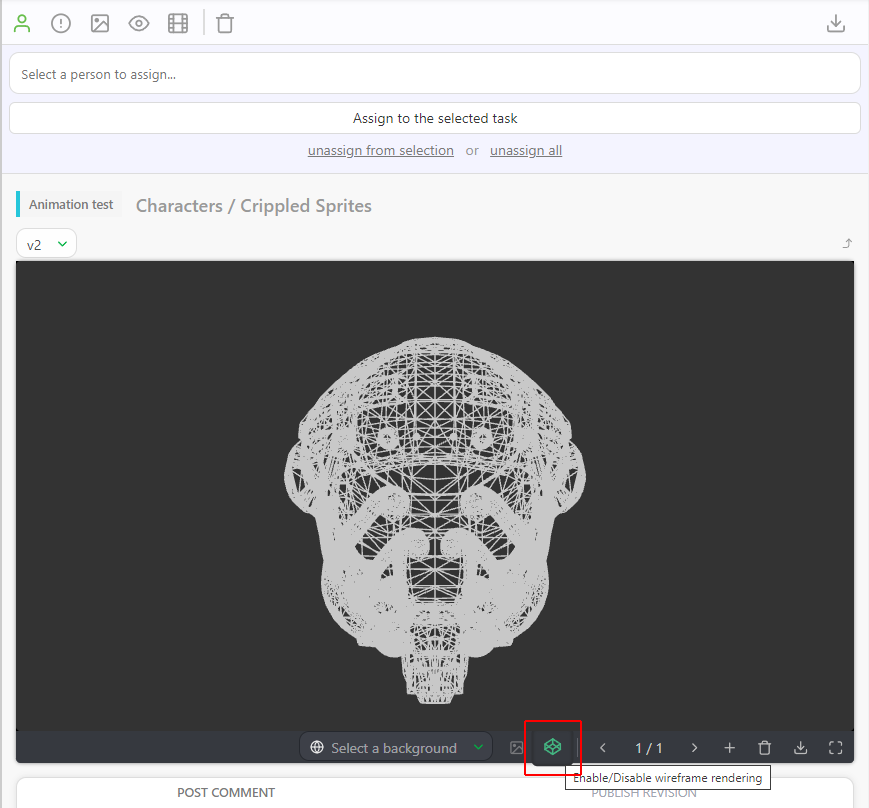 Select a person to assign...
Assign to the selected task
unassign from selection or unassign all
Animation test Characters / Crippled Sprites
v2
Select a background 1 / 1
Enable/Disable wireframe rendering
POST COMMENT PUBLISH REVISION